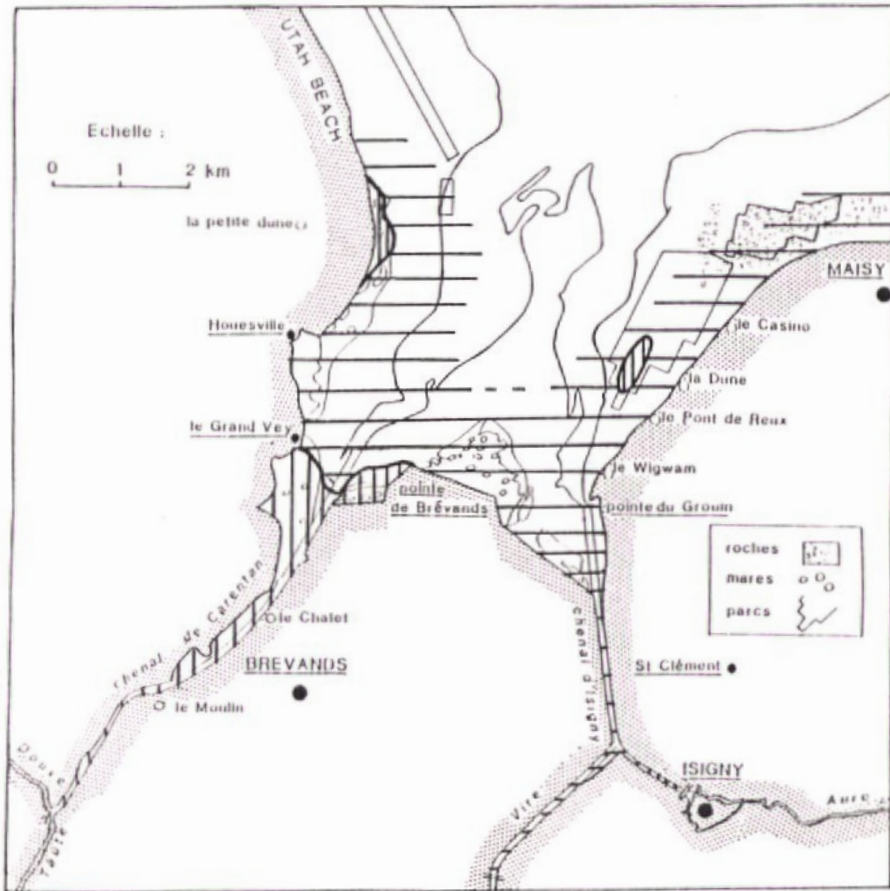 UTAH BEACH
Echelle :
0 1 2 km
la petite dune
MAISY
Houesville
le Casino
la Dune
le Pont de Reux
le Grand Vey
le Wigwam
pointe
de Brévands
pointe du Grouin
roches
mares
parcs
chenal de Carentan
le Chalet
chenal d'Isigny
St Clément
BREVANDS
le Moulin
Douve
ISIGNY
Vire
Aure
Taute